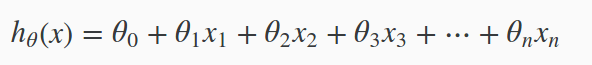 hθ(x) = θ0 + θ1x1 + θ2x2 + θ3x3 + ⋯ + θnxn